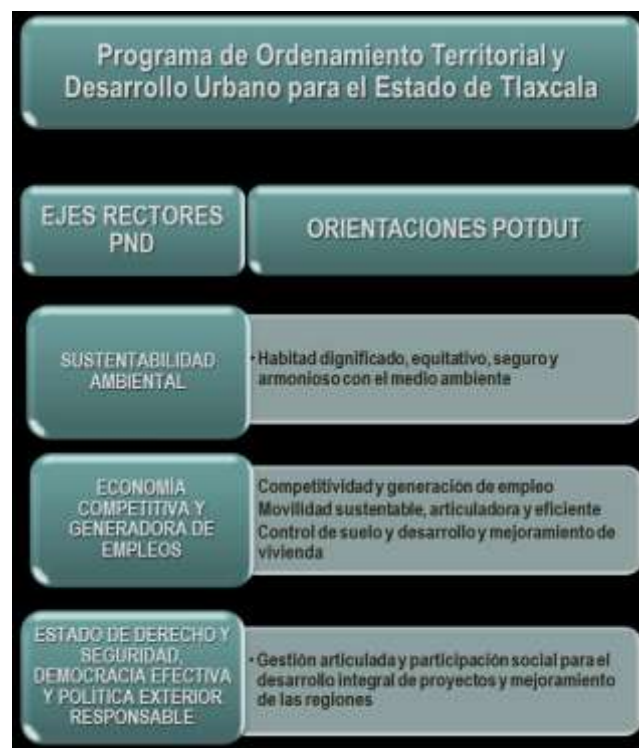 Programa de Ordenamiento Territorial y
Desarrollo Urbano para el Estado de Tlaxcala
EJES RECTORES
PND
ORIENTACIONES POTDUT
SUSTENTABILIDAD
AMBIENTAL
• Habitad dignificado, equitativo, seguro y
armonioso con el medio ambiente
ECONOMÍA
COMPETITIVA Y
GENERADORA DE
EMPLEOS
Competitividad y generación de empleo
Movilidad sustentable, articuladora y eficiente
Control de suelo y desarrollo y mejoramiento de
vivienda
ESTADO DE DERECHO Y
SEGURIDAD,
DEMOCRACIA EFECTIVA
Y POLÍTICA EXTERIOR
RESPONSABLE
• Gestión articulada y participación social para el
desarrollo integral de proyectos y mejoramiento
de las regiones